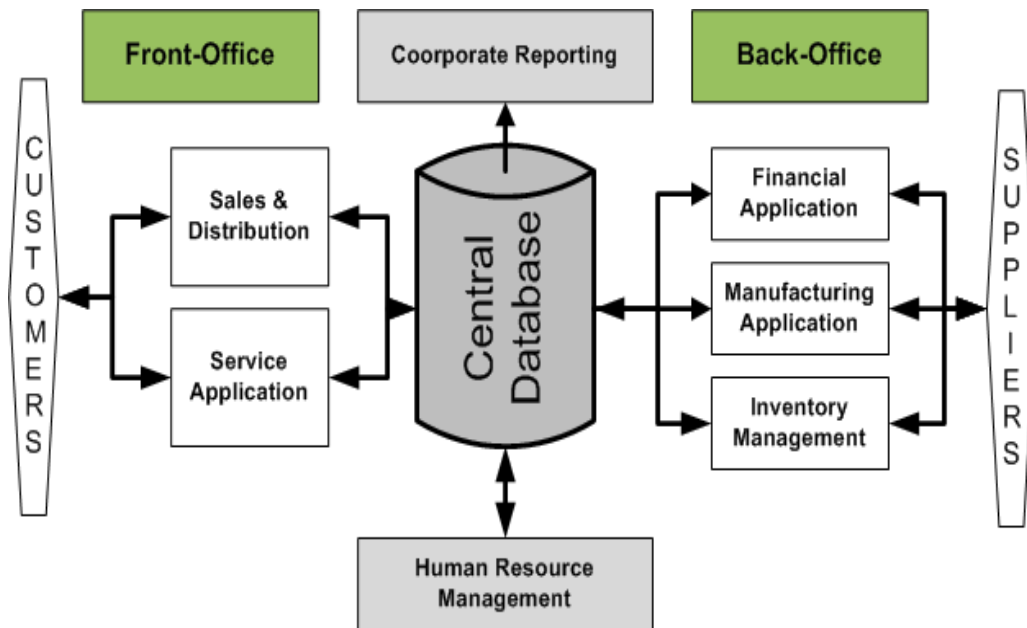 Front-Office
Coorporate Reporting
Back-Office
CUSTOMERS
Sales &
Distribution
Service
Application
Central
Database
Financial
Application
Manufacturing
Application
Inventory
Management
SUPPLIERS
Human Resource
Management